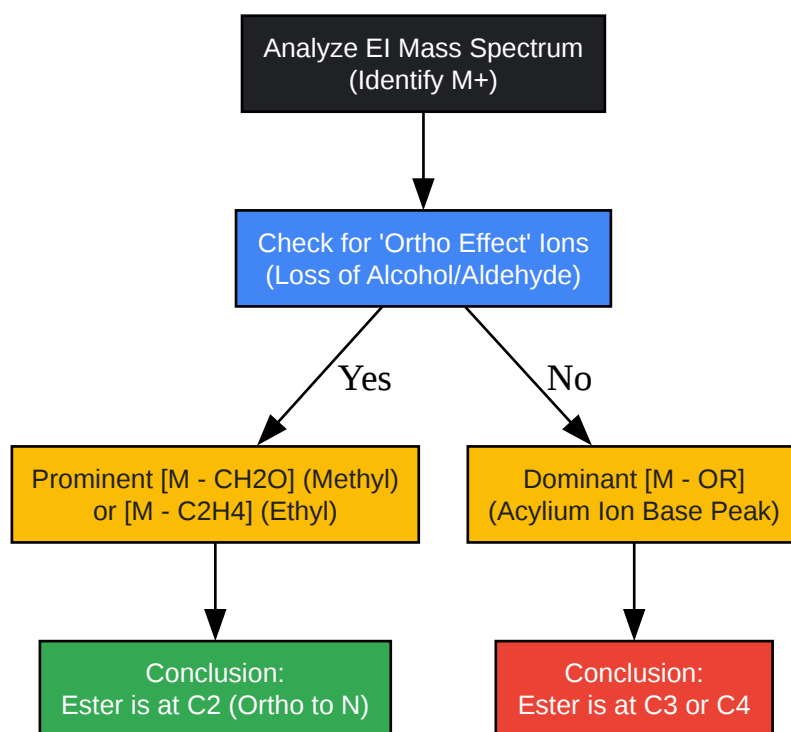 Analyze EI Mass Spectrum
(Identify M+)
Check for 'Ortho Effect' Ions
(Loss of Alcohol/Aldehyde)
Yes
No
Prominent [M - CH2O] (Methyl)
or [M - C2H4] (Ethyl)
Dominant [M - OR]
(Acylium Ion Base Peak)
Conclusion:
Ester is at C2 (Ortho to N)
Conclusion:
Ester is at C3 or C4